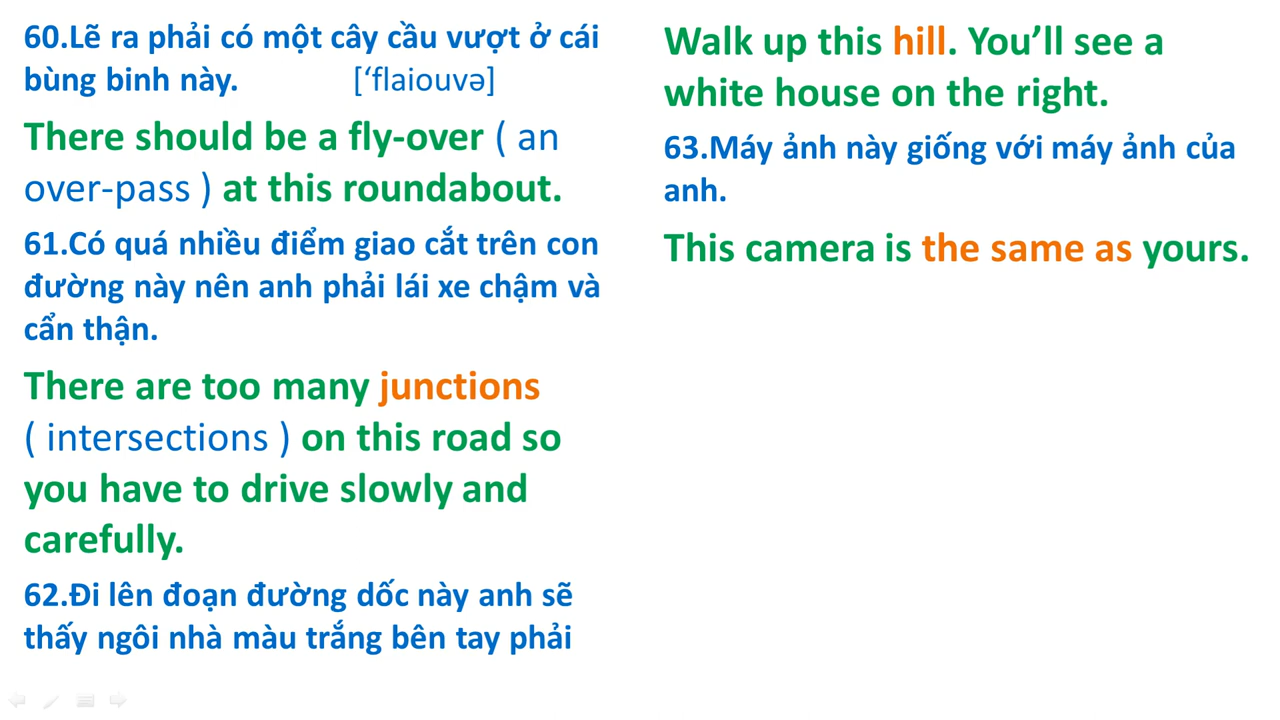 60.Lẽ ra phải có một cây cầu vượt ở cái
bùng binh này. [‘flaiouvə]
There should be a fly-over ( an
over-pass ) at this roundabout.
61.Có quá nhiều điểm giao cắt trên con
đường này nên anh phải lái xe chậm và
cẩn thận.
There are too many junctions
( intersections ) on this road so
you have to drive slowly and
carefully.
62.Đi lên đoạn đường dốc này anh sẽ
thấy ngôi nhà màu trắng bên tay phải
Walk up this hill. You’ll see a
white house on the right.
63.Máy ảnh này giống với máy ảnh của
anh.
This camera is the same as yours.